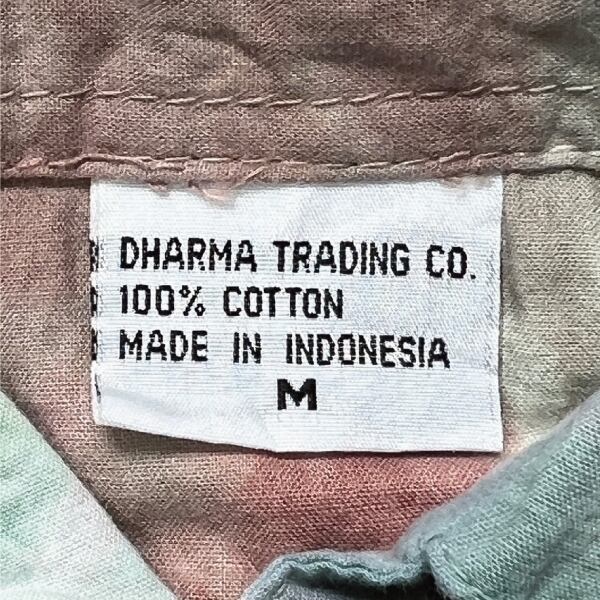 DHARMA TRADING CO.
100% COTTON
MADE IN INDONESIA
M